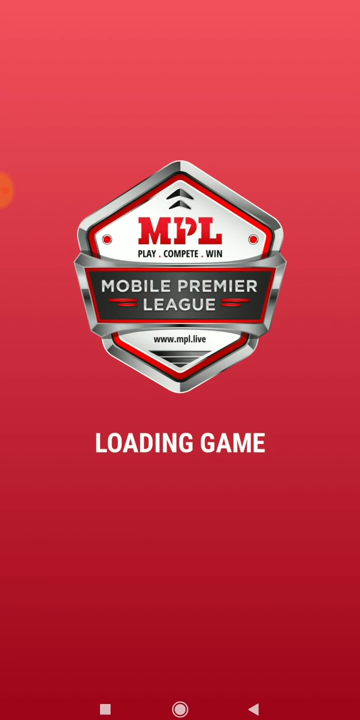 MPL
PLAY . COMPETE . WIN
MOBILE PREMIER
LEAGUE
www.mpl.live
LOADING GAME